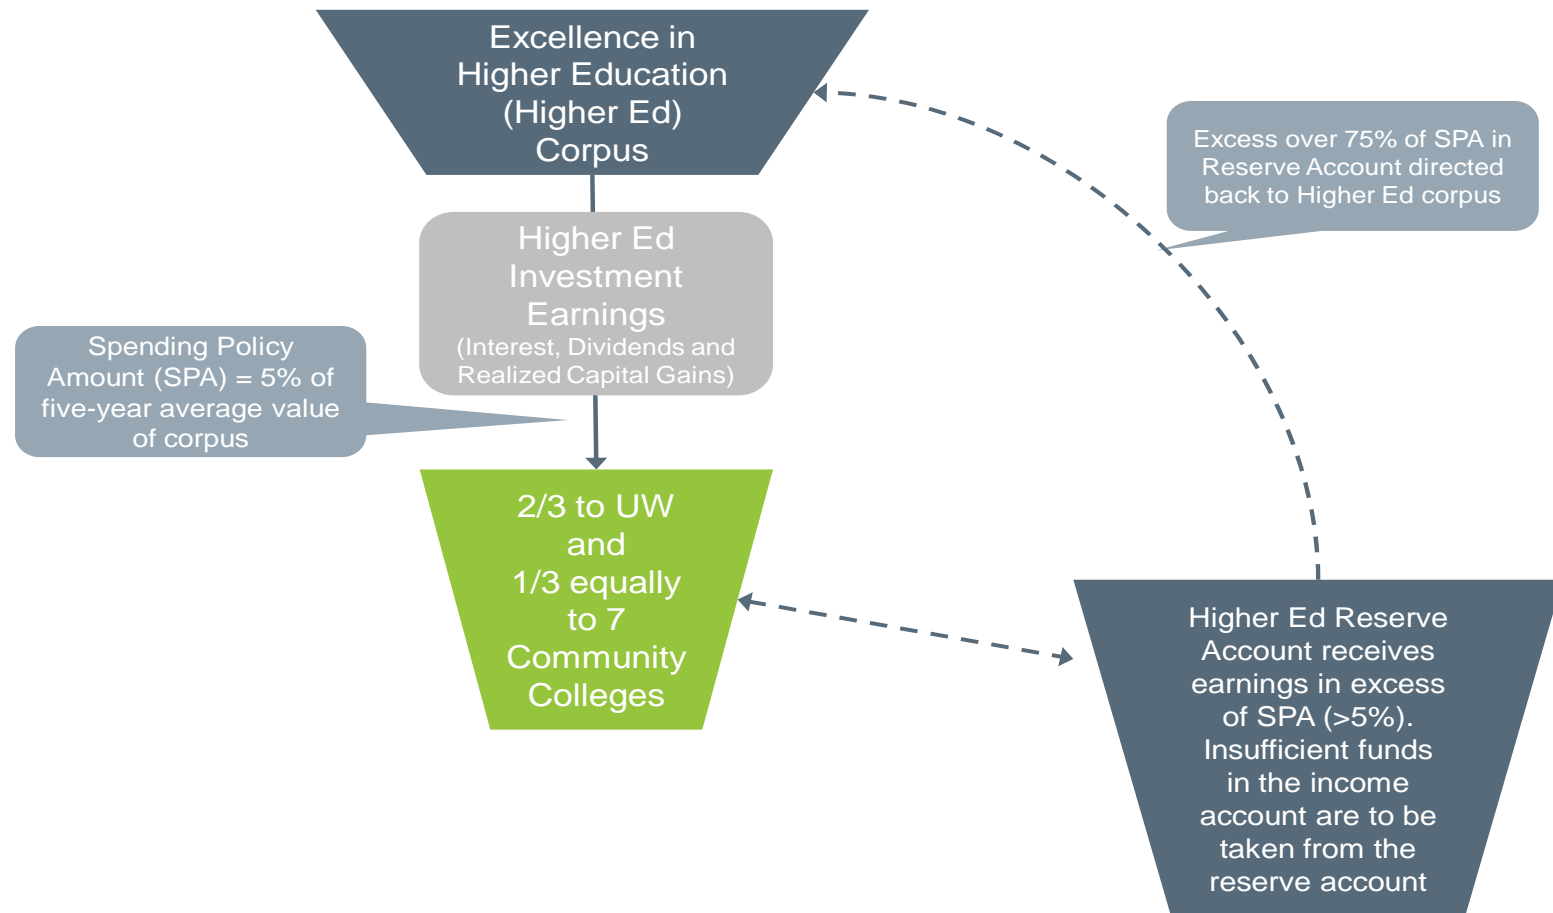 Excellence in
Higher Education
(Higher Ed)
Corpus
Excess over 75% of SPA in
Reserve Account directed
back to Higher Ed corpus
Higher Ed
Investment
Earnings
(Interest, Dividends and
Realized Capital Gains)
Spending Policy
Amount (SPA) = 5% of
five-year average value
of corpus
2/3 to UW
and
1/3 equally
to 7
Community
Colleges
Higher Ed Reserve
Account receives
earnings in excess
of SPA (>5%).
Insufficient funds
in the income
account are to be
taken from the
reserve account